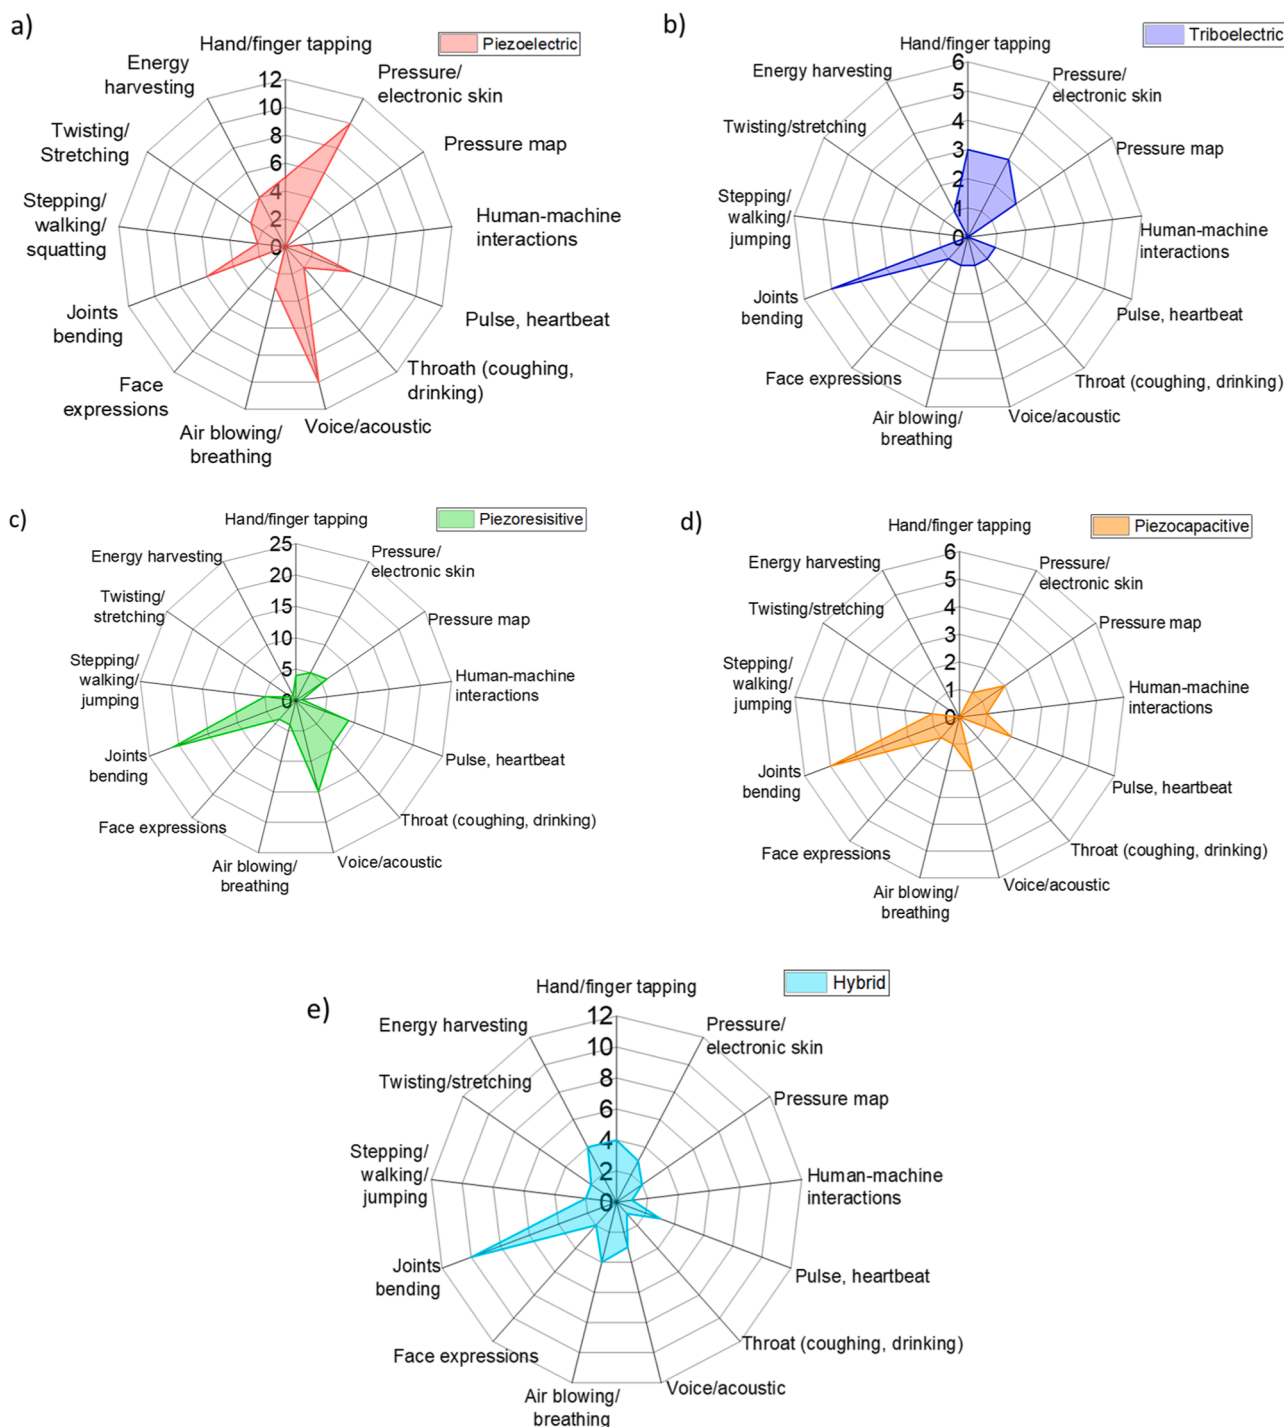 a)
Hand/finger tapping
Piezoelectric
Energy
harvesting
Pressure/
electronic skin
Twisting/
Stretching
Pressure map
Stepping/
walking/
squatting
Human-machine
interactions
Joints
bending
Pulse, heartbeat
Face
expressions
Throath (coughing,
drinking)
Air blowing/
breathing
Voice/acoustic
12
10
8
6
4
2
0
b)
Hand/finger tapping
Triboelectric
Energy harvesting
Pressure/
electronic skin
Twisting/stretching
Pressure map
Stepping/
walking/
jumping
Human-machine
interactions
Joints
bending
Pulse, heartbeat
Face expressions
Throat (coughing, drinking)
Air blowing/
breathing
Voice/acoustic
6
5
4
3
2
1
0
c)
Hand/finger tapping
Piezoresisitive
Energy harvesting
Pressure/
electronic skin
Twisting/
stretching
Pressure map
Stepping/
walking/
jumping
Human-machine
interactions
Joints
bending
Pulse, heartbeat
Face expressions
Throat (coughing, drinking)
Air blowing/
breathing
Voice/acoustic
25
20
15
10
5
0
d)
Hand/finger tapping
Piezocapacitive
Energy harvesting
Pressure/
electronic skin
Twisting/stretching
Pressure map
Stepping/
walking/
jumping
Human-machine
interactions
Joints
bending
Pulse, heartbeat
Face expressions
Throat (coughing, drinking)
Air blowing/
breathing
Voice/acoustic
6
5
4
3
2
1
0
e)
Hand/finger tapping
Hybrid
Energy harvesting
Pressure/
electronic skin
Twisting/stretching
Pressure map
Stepping/
walking/
jumping
Human-machine
interactions
Joints
bending
Pulse, heartbeat
Face expressions
Throat (coughing, drinking)
Air blowing/
breathing
Voice/acoustic
12
10
8
6
4
2
0